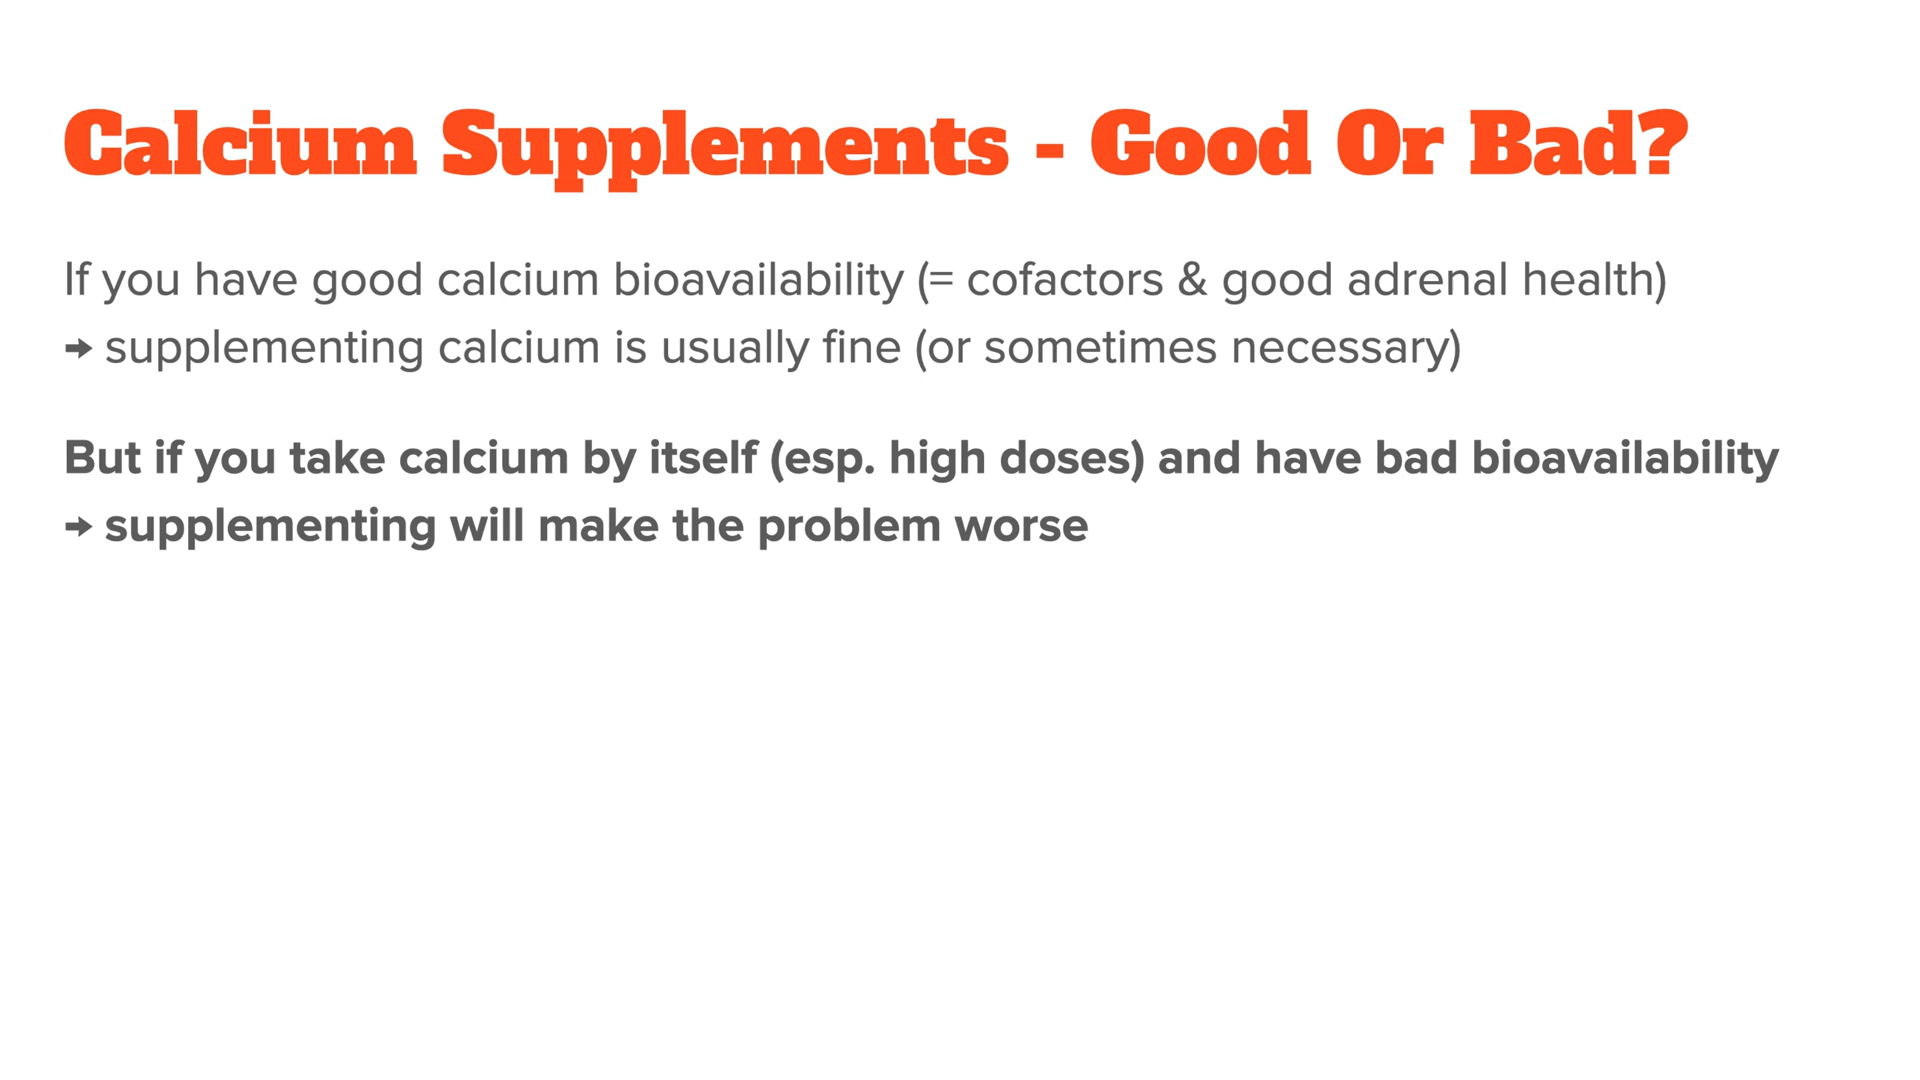 Calcium Supplements - Good Or Bad?
If you have good calcium bioavailability (= cofactors & good adrenal health)
➞ supplementing calcium is usually fine (or sometimes necessary)
But if you take calcium by itself (esp. high doses) and have bad bioavailability
➞ supplementing will make the problem worse